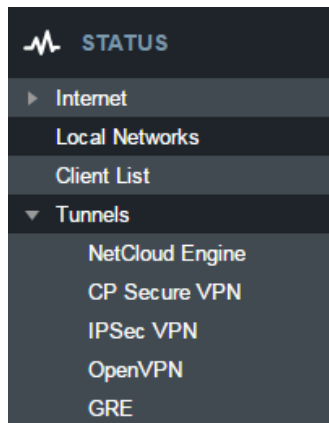 STATUS
Internet
Local Networks
Client List
Tunnels
NetCloud Engine
CP Secure VPN
IPSec VPN
OpenVPN
GRE